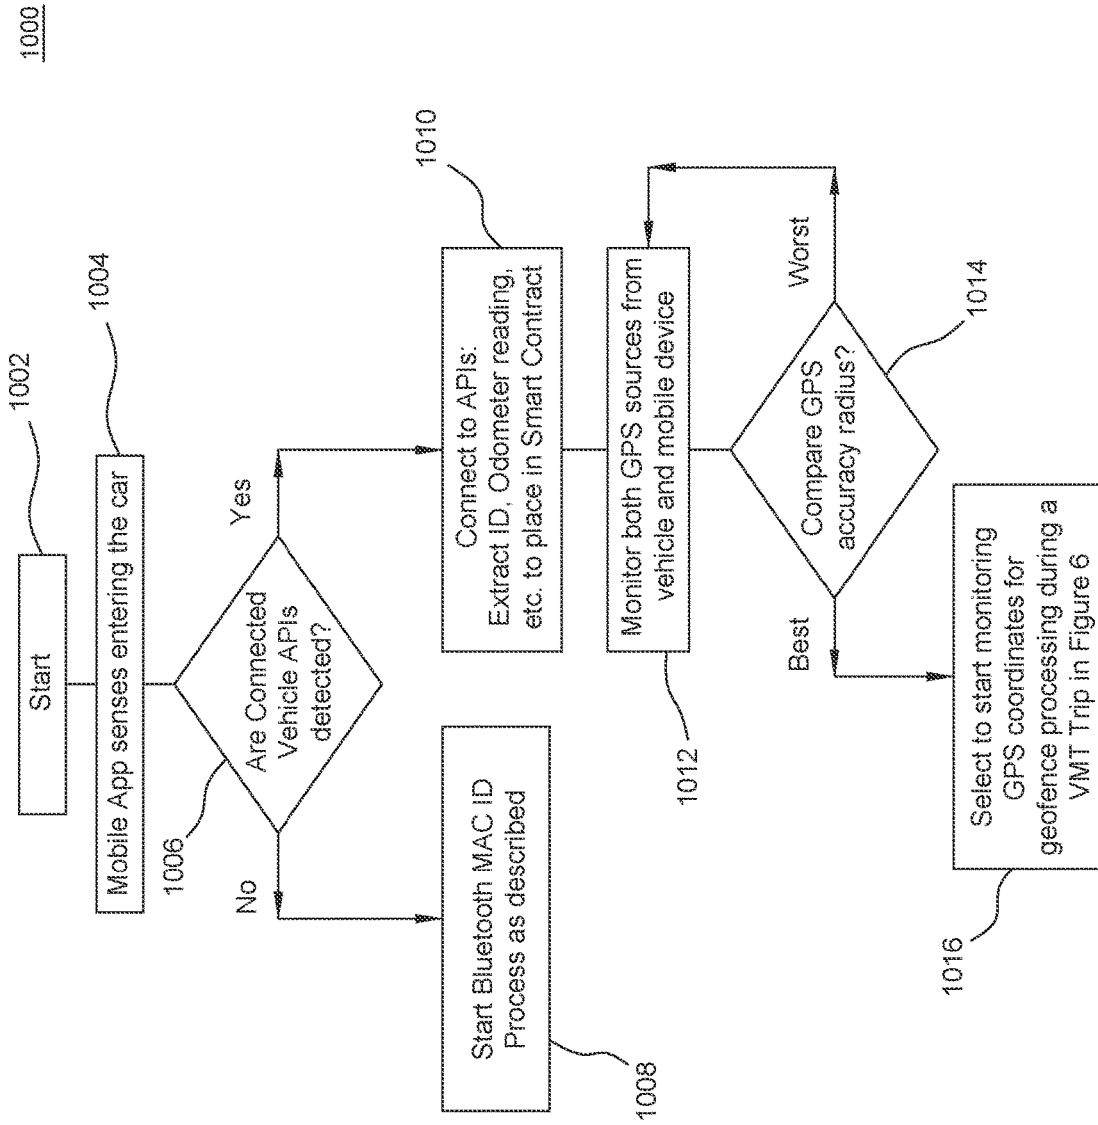 1000
Start
1002
Mobile App senses entering the car
1004
Are Connected
Vehicle APIs
detected?
1006
No
Yes
Start Bluetooth MAC ID
Process as described
1008
Connect to APIs:
Extract ID, Odometer reading,
etc. to place in Smart Contract
1010
Monitor both GPS sources from
vehicle and mobile device
1012
Compare GPS
accuracy radius?
1014
Best
Worst
Select to start monitoring
GPS coordinates for
geofence processing during a
VMT Trip in Figure 6
1016